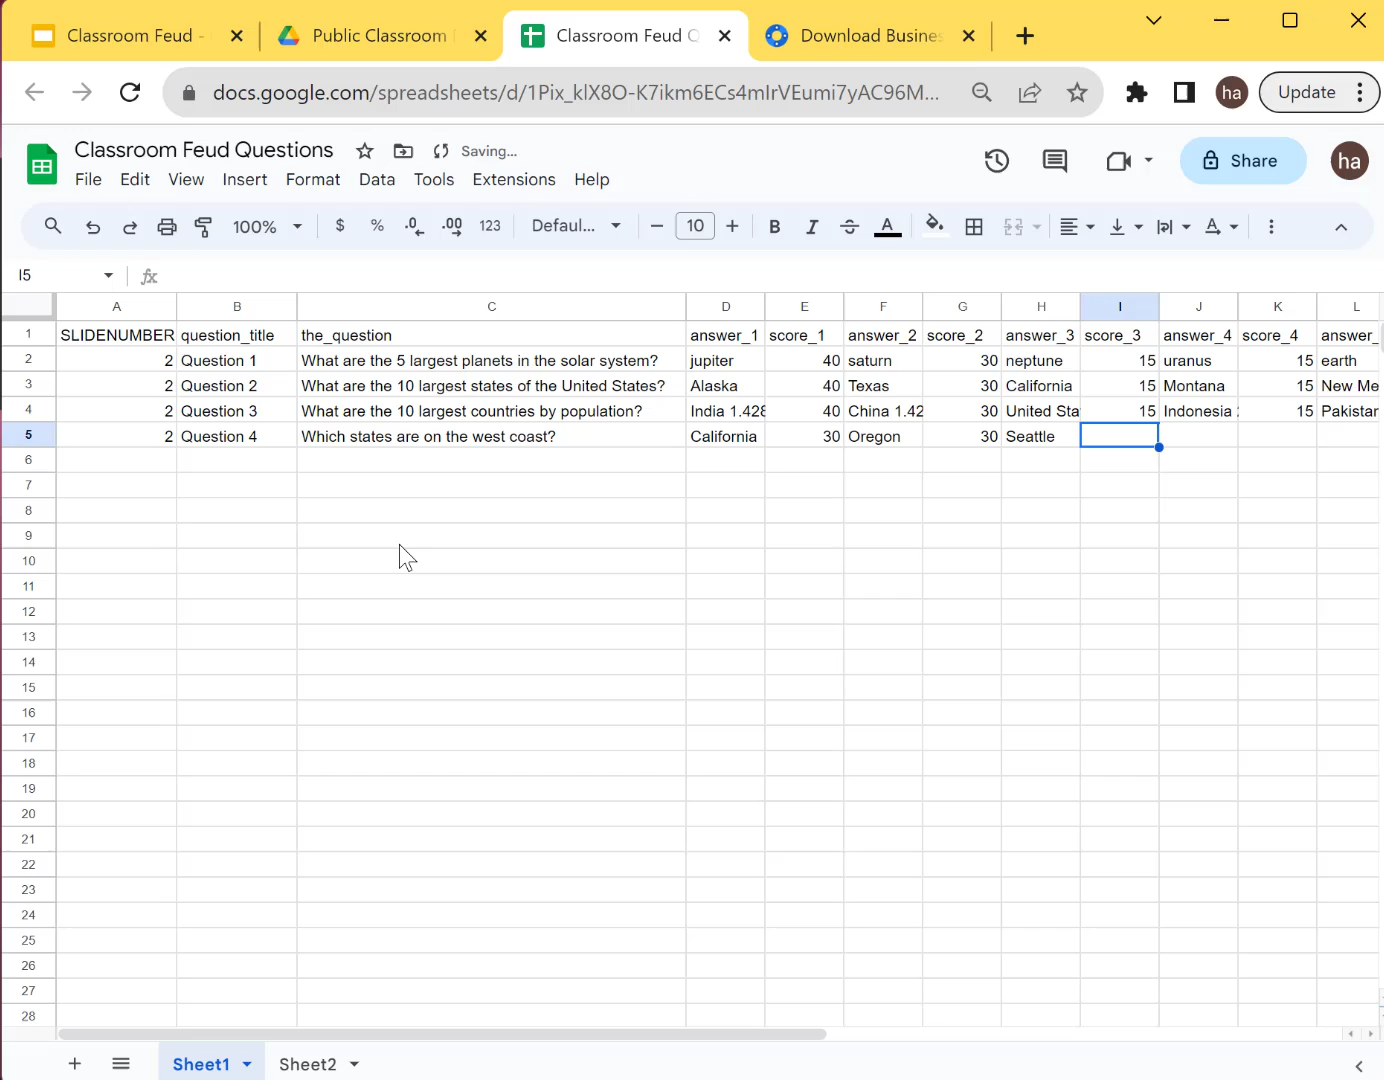 Classroom Feud -
Public Classroom
Classroom Feud Q
Download Busine
docs.google.com/spreadsheets/d/1Pix_klX8O-K7ikm6ECs4mIrVEumi7yAC96M...
ha
Update
Classroom Feud Questions
Saving...
File Edit View Insert Format Data Tools Extensions Help
Share
ha
100% $ % .0 .00 123 Defaul... − 10 + B I S A
I5
fx
A B C D E F G H I J K L
1 SLIDENUMBER question_title the_question answer_1 score_1 answer_2 score_2 answer_3 score_3 answer_4 score_4 answer_
2 2 Question 1 What are the 5 largest planets in the solar system? jupiter 40 saturn 30 neptune 15 uranus 15 earth
3 2 Question 2 What are the 10 largest states of the United States? Alaska 40 Texas 30 California 15 Montana 15 New Me
4 2 Question 3 What are the 10 largest countries by population? India 1.428 40 China 1.42 30 United Sta 15 Indonesia 15 Pakistan
5 2 Question 4 Which states are on the west coast? California 30 Oregon 30 Seattle
6
7
8
9
10
11
12
13
14
15
16
17
18
19
20
21
22
23
24
25
26
27
28
Sheet1 Sheet2